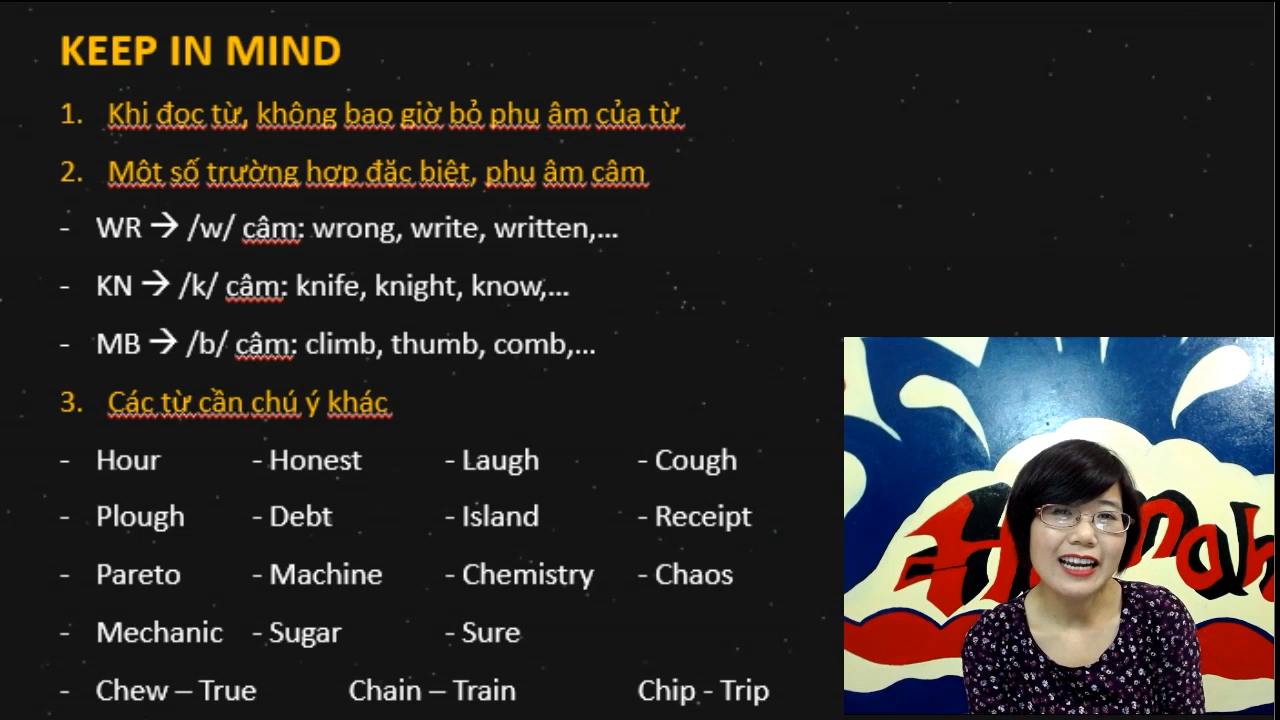 KEEP IN MIND
1. Khi đọc từ, không bao giờ bỏ phụ âm của từ
2. Một số trường hợp đặc biệt, phụ âm câm
- WR → /w/ câm: wrong, write, written,...
- KN → /k/ câm: knife, knight, know,...
- MB → /b/ câm: climb, thumb, comb,...
3. Các từ cần chú ý khác
- Hour - Honest - Laugh - Cough
- Plough - Debt - Island - Receipt
- Pareto - Machine - Chemistry - Chaos
- Mechanic - Sugar - Sure
- Chew – True Chain – Train Chip - Trip